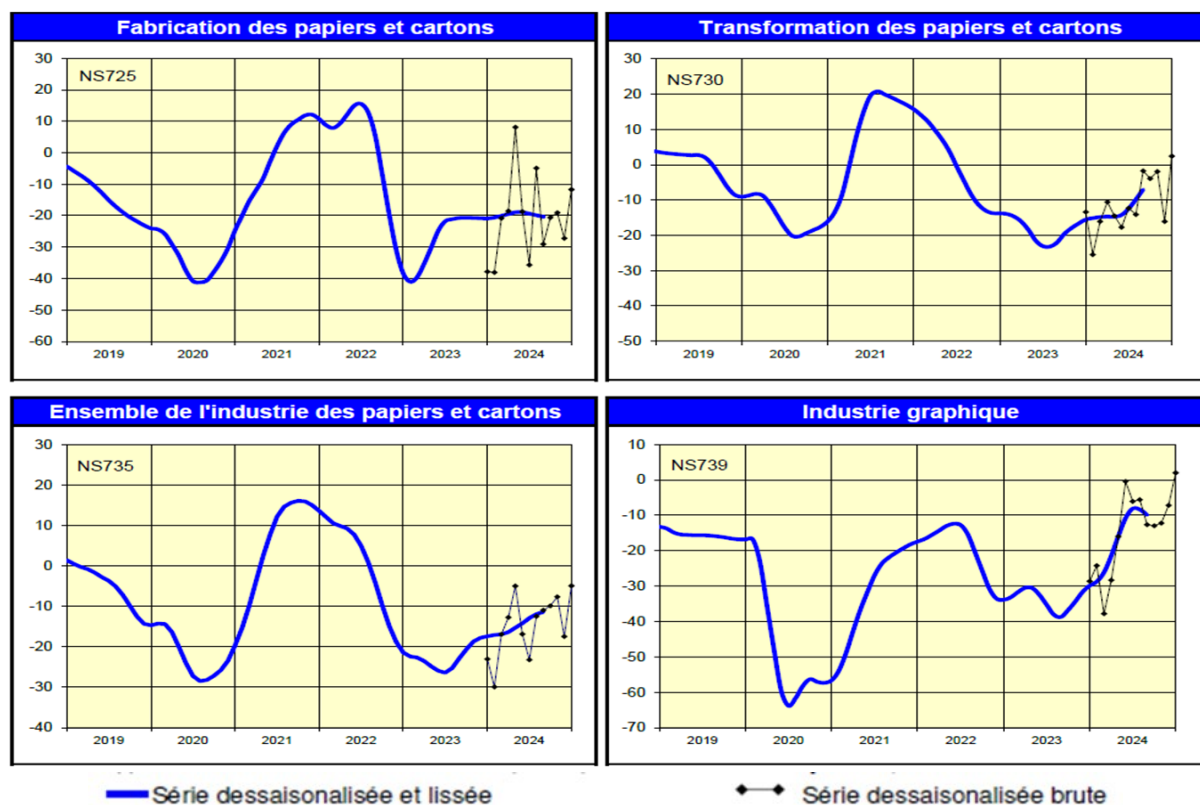 Fabrication des papiers et cartons
30
NS725
20
10
0
-10
-20
-30
-40
-50
-60
2019 2020 2021 2022 2023 2024
Transformation des papiers et cartons
30
NS730
20
10
0
-10
-20
-30
-40
-50
2019 2020 2021 2022 2023 2024
Ensemble de l'industrie des papiers et cartons
30
NS735
20
10
0
-10
-20
-30
-40
2019 2020 2021 2022 2023 2024
Industrie graphique
10
NS739
0
-10
-20
-30
-40
-50
-60
-70
2019 2020 2021 2022 2023 2024
Série dessaisonalisée et lissée
Série dessaisonalisée brute